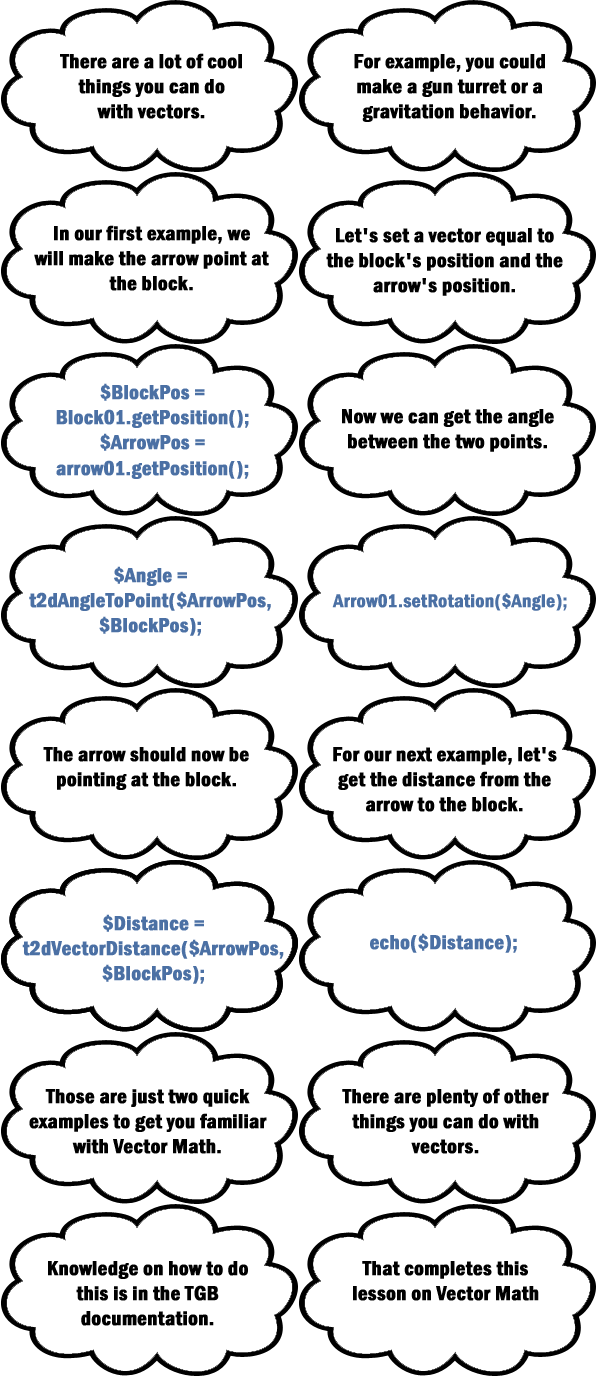 There are a lot of cool
things you can do
with vectors.
For example, you could
make a gun turret or a
gravitation behavior.
In our first example, we
will make the arrow point at
the block.
Let's set a vector equal to
the block's position and the
arrow's position.
$BlockPos =
Block01.getPosition();
$ArrowPos =
arrow01.getPosition();
Now we can get the angle
between the two points.
$Angle =
t2dAngleToPoint($ArrowPos,
$BlockPos);
Arrow01.setRotation($Angle);
The arrow should now be
pointing at the block.
For our next example, let's
get the distance from the
arrow to the block.
$Distance =
t2dVectorDistance($ArrowPos,
$BlockPos);
echo($Distance);
Those are just two quick
examples to get you familiar
with Vector Math.
There are plenty of other
things you can do with
vectors.
Knowledge on how to do
this is in the TGB
documentation.
That completes this
lesson on Vector Math